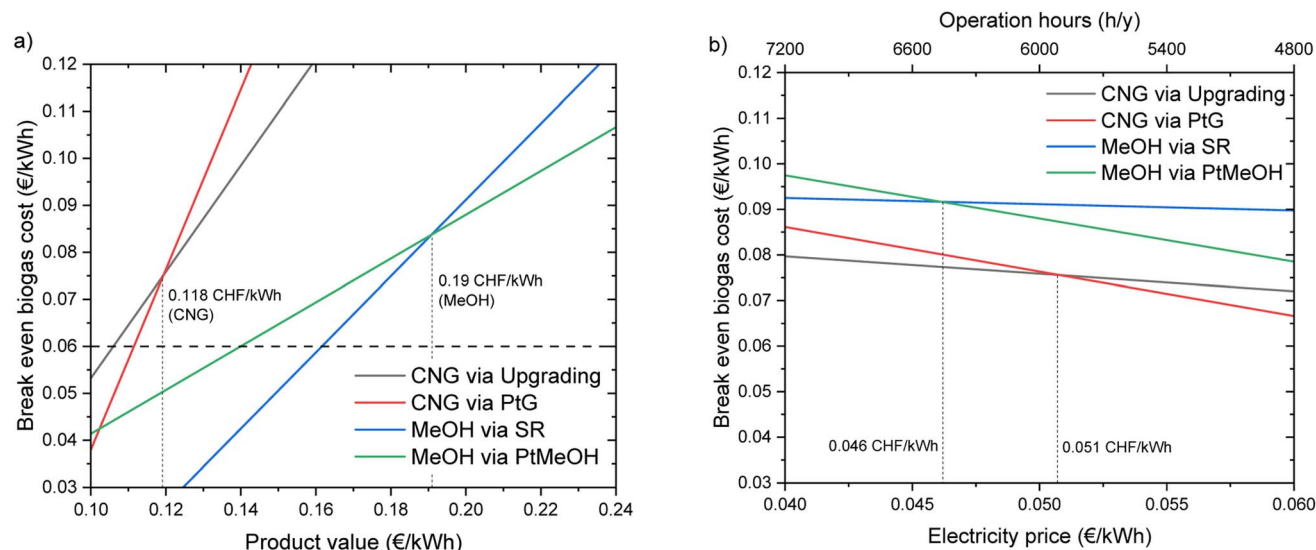 a)
Break even biogas cost (€/kWh)
0.12
0.11
0.10
0.09
0.08
0.07
0.06
0.05
0.04
0.03
0.118 CHF/kWh
(CNG)
0.19 CHF/kWh
(MeOH)
CNG via Upgrading
CNG via PtG
MeOH via SR
MeOH via PtMeOH
0.10 0.12 0.14 0.16 0.18 0.20 0.22 0.24
Product value (€/kWh)
b)
Operation hours (h/y)
7200 6600 6000 5400 4800
Break even biogas cost (€/kWh)
0.12
0.11
0.10
0.09
0.08
0.07
0.06
0.05
0.04
0.03
CNG via Upgrading
CNG via PtG
MeOH via SR
MeOH via PtMeOH
0.046 CHF/kWh
0.051 CHF/kWh
0.040 0.045 0.050 0.055 0.060
Electricity price (€/kWh)